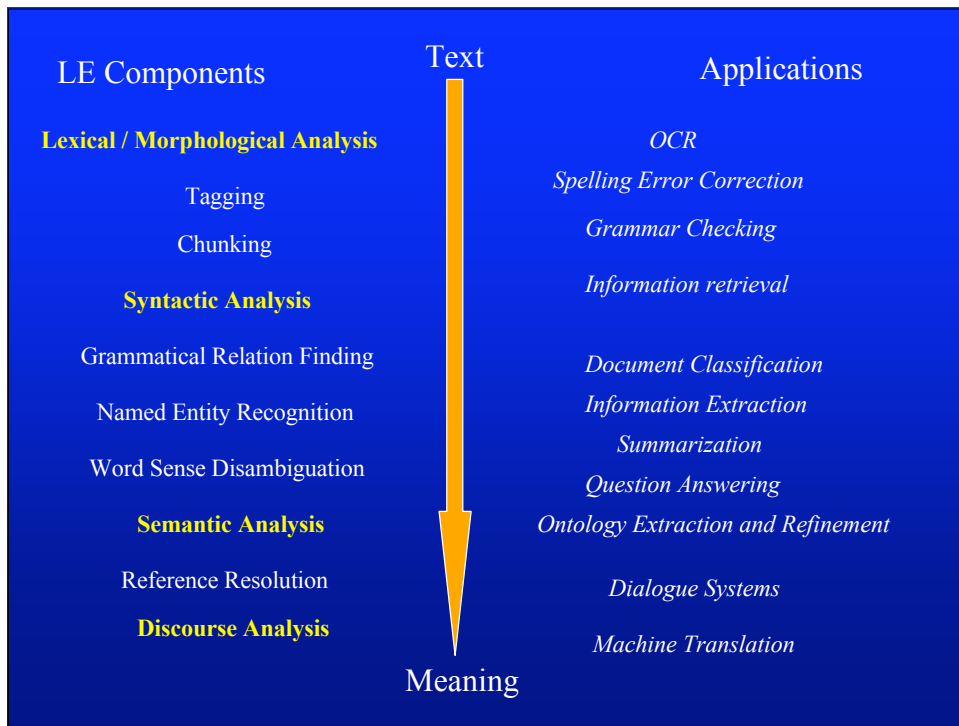 Text
LE Components
Applications
Lexical / Morphological Analysis
Tagging
Chunking
Syntactic Analysis
Grammatical Relation Finding
Named Entity Recognition
Word Sense Disambiguation
Semantic Analysis
Reference Resolution
Discourse Analysis
OCR
Spelling Error Correction
Grammar Checking
Information retrieval
Document Classification
Information Extraction
Summarization
Question Answering
Ontology Extraction and Refinement
Dialogue Systems
Machine Translation
Meaning